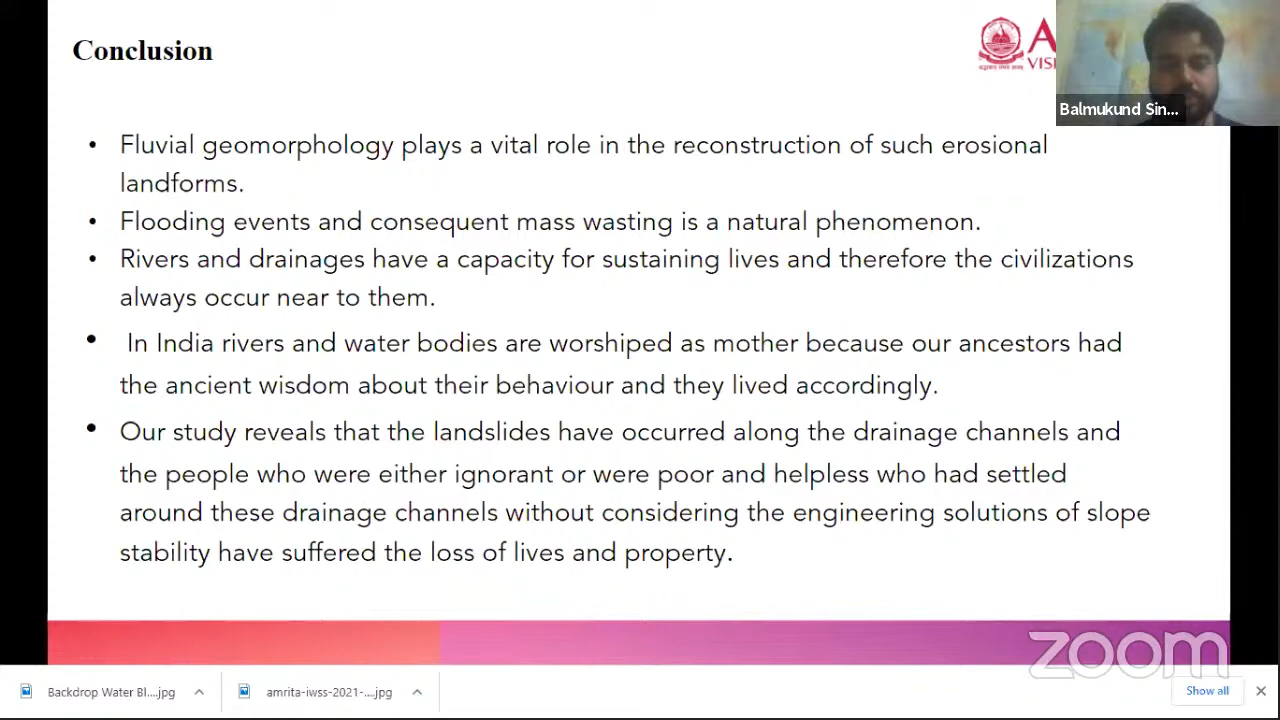 Conclusion
A
VISI
Balmukund Sin...
• Fluvial geomorphology plays a vital role in the reconstruction of such erosional
landforms.
• Flooding events and consequent mass wasting is a natural phenomenon.
• Rivers and drainages have a capacity for sustaining lives and therefore the civilizations
always occur near to them.
• In India rivers and water bodies are worshiped as mother because our ancestors had
the ancient wisdom about their behaviour and they lived accordingly.
• Our study reveals that the landslides have occurred along the drainage channels and
the people who were either ignorant or were poor and helpless who had settled
around these drainage channels without considering the engineering solutions of slope
stability have suffered the loss of lives and property.
zoom
Backdrop Water Bl....jpg
amrita-iwss-2021-....jpg
Show all